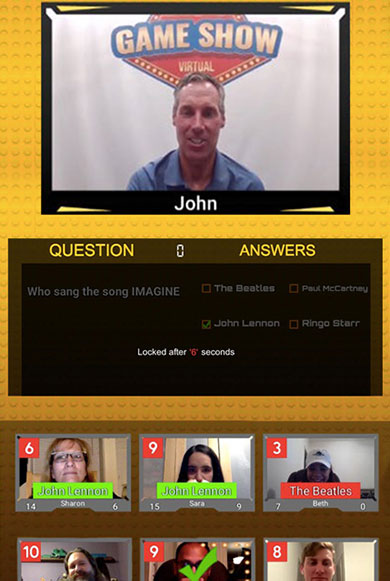 GAME SHOW
VIRTUAL
John
QUESTION 0 ANSWERS
Who sang the song IMAGINE
The Beatles Paul McCartney
John Lennon Ringo Starr
Locked after '6' seconds
6 9 3
John Lennon John Lennon The Beatles
14 Sharon 6 15 Sara 9 7 Beth 0
10 9 8